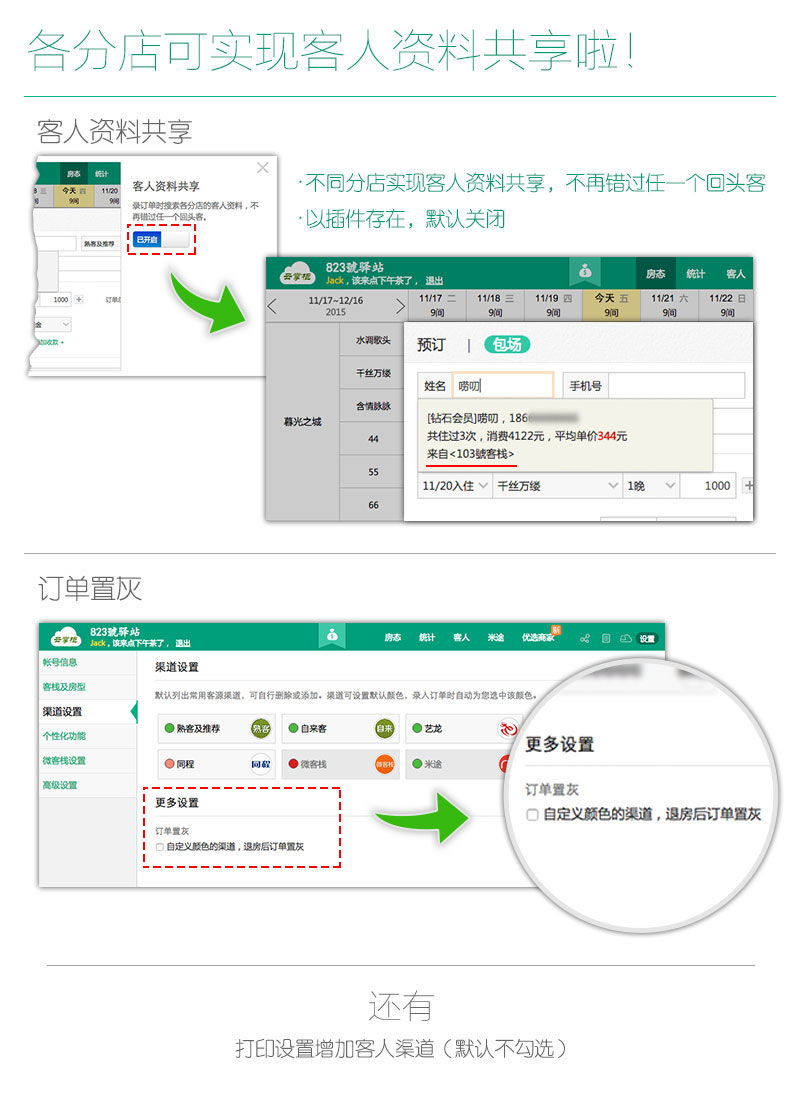 各分店可实现客人资料共享啦！
客人资料共享
房态 统计
三 今天 四 11/20
9间 9间
熟客及推荐
1000 +
加收款 +
客人资料共享
录订单时搜索各分店的客人资料，不
再错过任一个回头客。
已开启
·不同分店实现客人资料共享，不再错过任一个回头客
·以插件存在，默认关闭
云掌柜
823號驿站
Jack，该来点下午茶了， 退出
房态 统计 客人
11/17~12/16
2015
11/17 二 11/18 三 11/19 四 今天 五 11/21 六 11/22 日
9间 9间 9间 9间 9间 9间
暮光之城
水调歌头
千丝万缕
含情脉脉
44
55
66
预订 | 包场
姓名 唠叨 手机号
[钻石会员]唠叨，186
共住过3次，消费4122元，平均单价344元
来自<103號客栈>
11/20入住 千丝万缕 1晚 1000 +
订单置灰
云掌柜
823號驿站
Jack，该来点下午茶了， 退出
房态 统计 客人 米途 优选商家 新 设置
帐号信息
客栈及房型
渠道设置
个性化功能
微客栈设置
高级设置
渠道设置
默认列出常用客源渠道，可自行删除或添加。渠道可设置默认颜色，录入订单时自动为您选中该颜色。
熟客及推荐 熟客 自来客 自来 艺龙
同程 同程 微客栈 微客栈 米途
更多设置
订单置灰
自定义颜色的渠道，退房后订单置灰
更多设置
订单置灰
自定义颜色的渠道，退房后订单置灰
还有
打印设置增加客人渠道（默认不勾选）